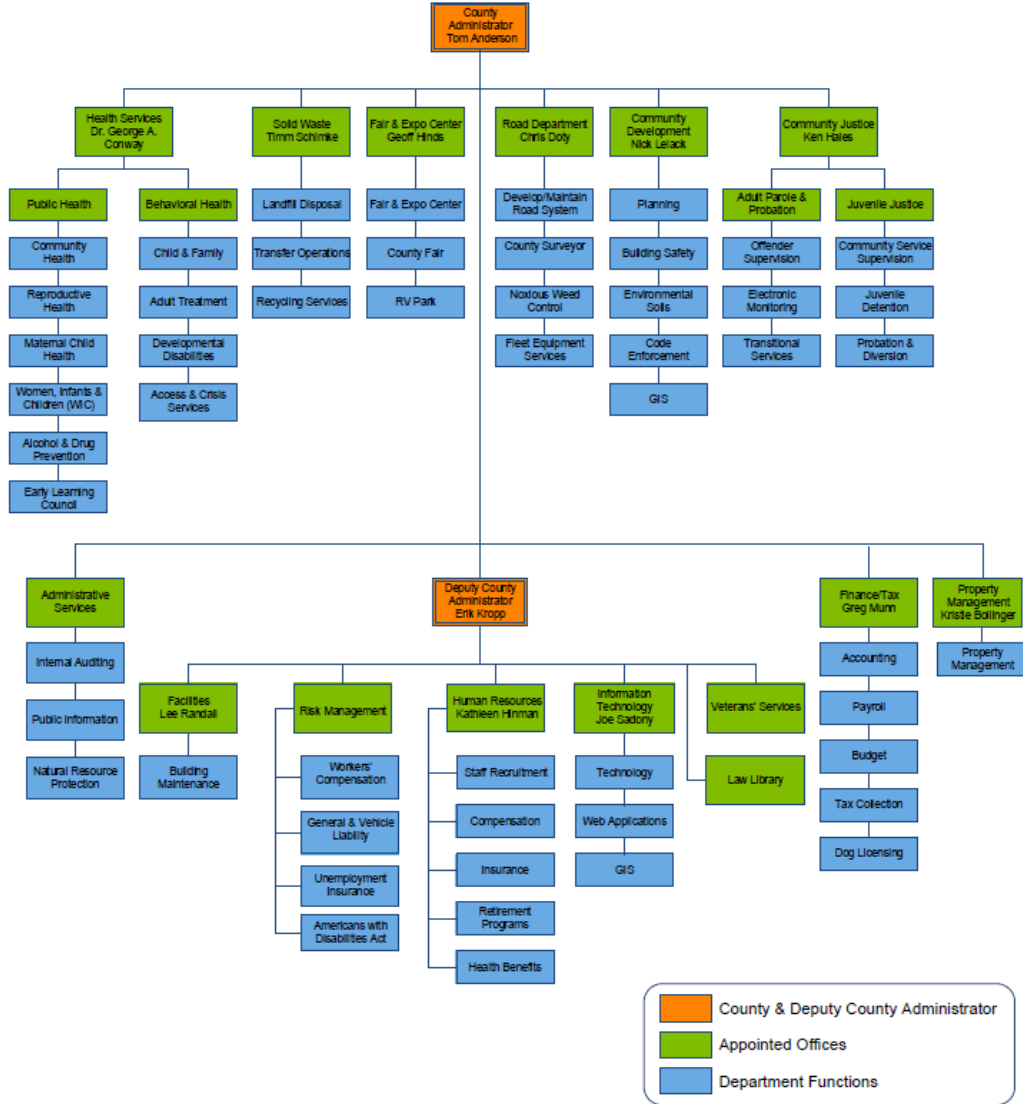 County
Administrator
Tom Anderson
Health Services
Dr. George A.
Conway
Solid Waste
Timm Schimke
Fair & Expo Center
Geoff Hinds
Road Department
Chris Doty
Community
Development
Nick Lelack
Community Justice
Ken Hales
Public Health
Behavioral Health
Landfill Disposal
Fair & Expo Center
Develop/Maintain
Road System
Planning
Adult Parole &
Probation
Juvenile Justice
Community
Health
Child & Family
Transfer Operations
County Fair
County Surveyor
Building Safety
Offender
Supervision
Community Service
Supervision
Reproductive
Health
Adult Treatment
Recycling Services
RV Park
Noxious Weed
Control
Environmental
Soils
Electronic
Monitoring
Juvenile
Detention
Maternal Child
Health
Developmental
Disabilities
Fleet Equipment
Services
Code
Enforcement
Transitional
Services
Probation &
Diversion
Women, Infants &
Children (WIC)
Access & Crisis
Services
GIS
Alcohol & Drug
Prevention
Early Learning
Council
Administrative
Services
Deputy County
Administrator
Erik Kropp
Finance/Tax
Greg Munn
Property
Management
Kristie Bollinger
Internal Auditing
Accounting
Property
Management
Public Information
Facilities
Lee Randall
Risk Management
Human Resources
Kathleen Hinman
Information
Technology
Joe Sadony
Veterans' Services
Payroll
Natural Resource
Protection
Building
Maintenance
Workers'
Compensation
Staff Recruitment
Technology
Law Library
Budget
General & Vehicle
Liability
Compensation
Web Applications
Tax Collection
Unemployment
Insurance
Insurance
GIS
Dog Licensing
Americans with
Disabilities Act
Retirement
Programs
Health Benefits
County & Deputy County Administrator
Appointed Offices
Department Functions